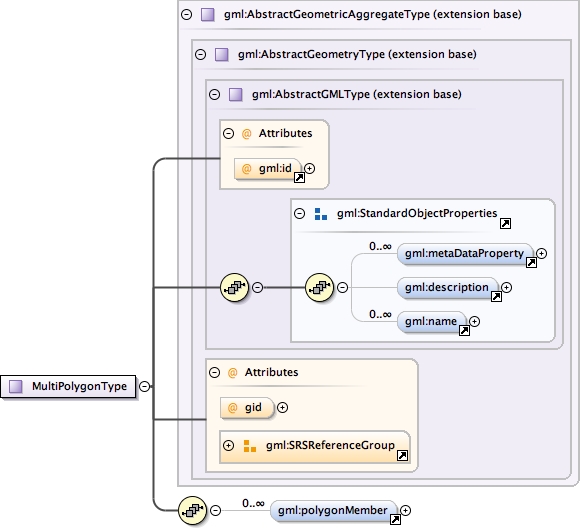 gml:AbstractGeometricAggregateType (extension base)
gml:AbstractGeometryType (extension base)
gml:AbstractGMLType (extension base)
@ Attributes
@ gml:id
gml:StandardObjectProperties
0..∞ gml:metaDataProperty
gml:description
0..∞ gml:name
MultiPolygonType
@ Attributes
@ gid
gml:SRSReferenceGroup
0..∞ gml:polygonMember